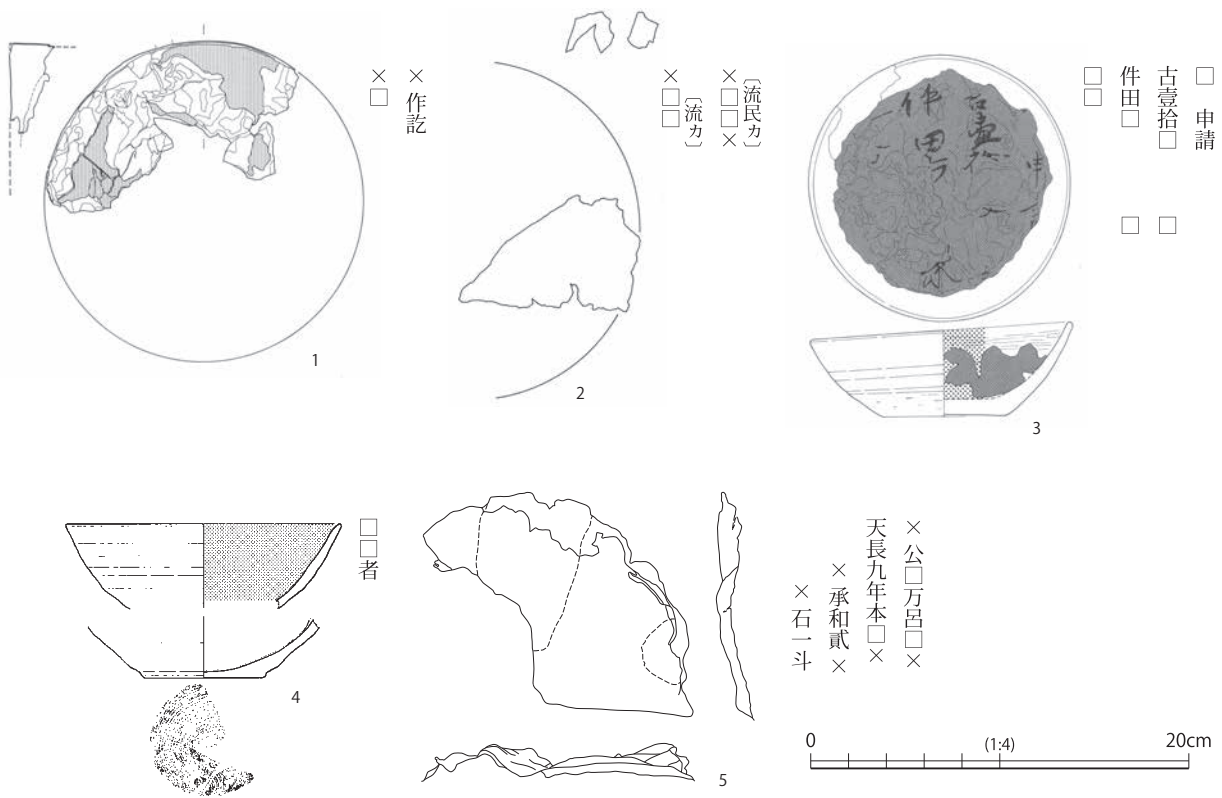 ×作訖
×□
1
〔流民カ〕
×□□×
〔流カ〕
×□□
2
□　申請
古壹拾□　□
件田□　□
□□
3
□□者
4
×公□万呂□×
天長九年本□×
×承和貳×
×石一斗
5
0 (1:4) 20cm